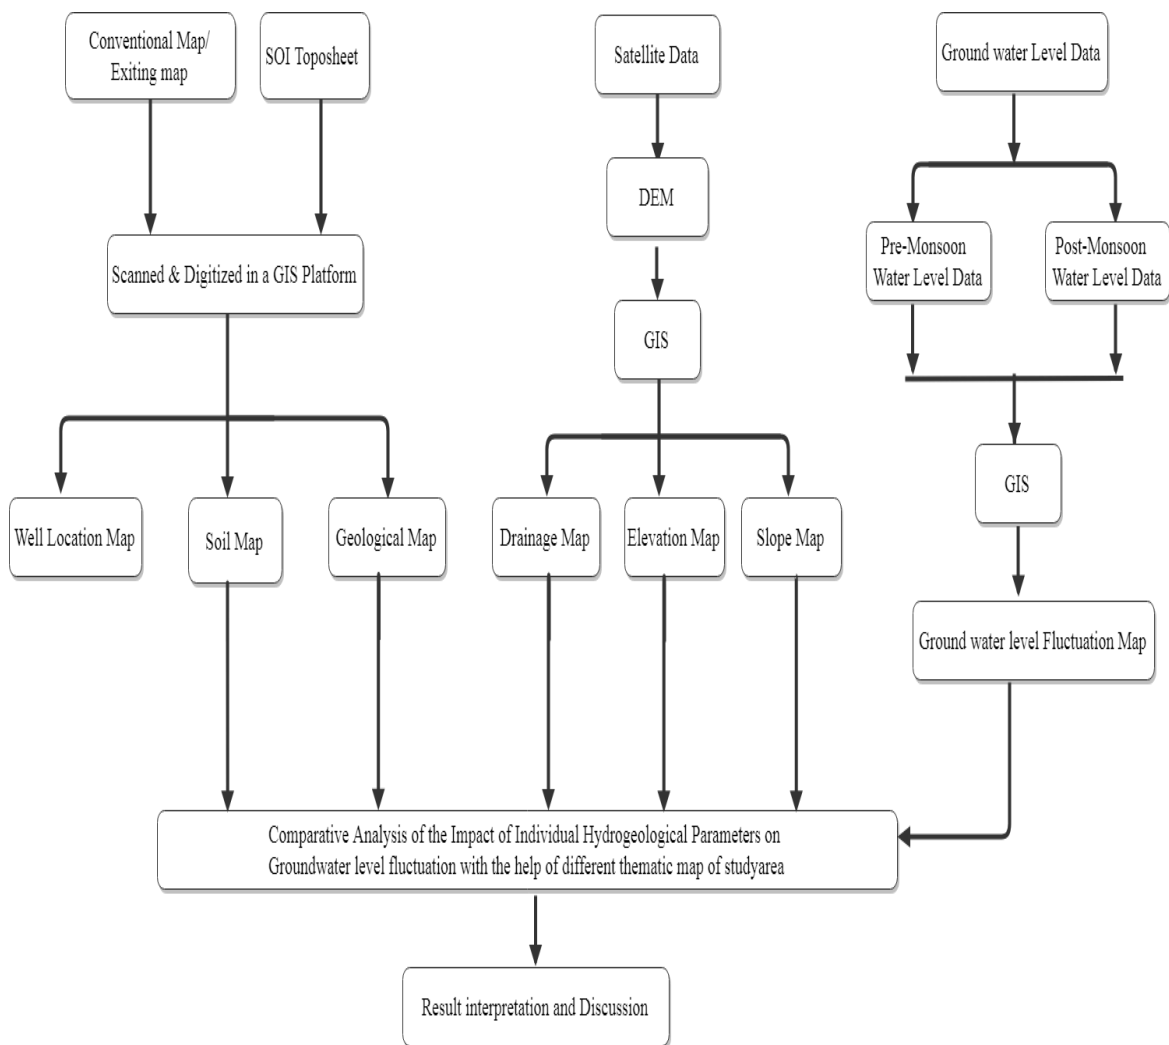 Conventional Map/
Exiting map
SOI Toposheet
Satellite Data
Ground water Level Data
DEM
Pre-Monsoon
Water Level Data
Post-Monsoon
Water Level Data
Scanned & Digitized in a GIS Platform
GIS
GIS
Well Location Map
Soil Map
Geological Map
Drainage Map
Elevation Map
Slope Map
Ground water level Fluctuation Map
Comparative Analysis of the Impact of Individual Hydrogeological Parameters on
Groundwater level fluctuation with the help of different thematic map of studyarea
Result interpretation and Discussion